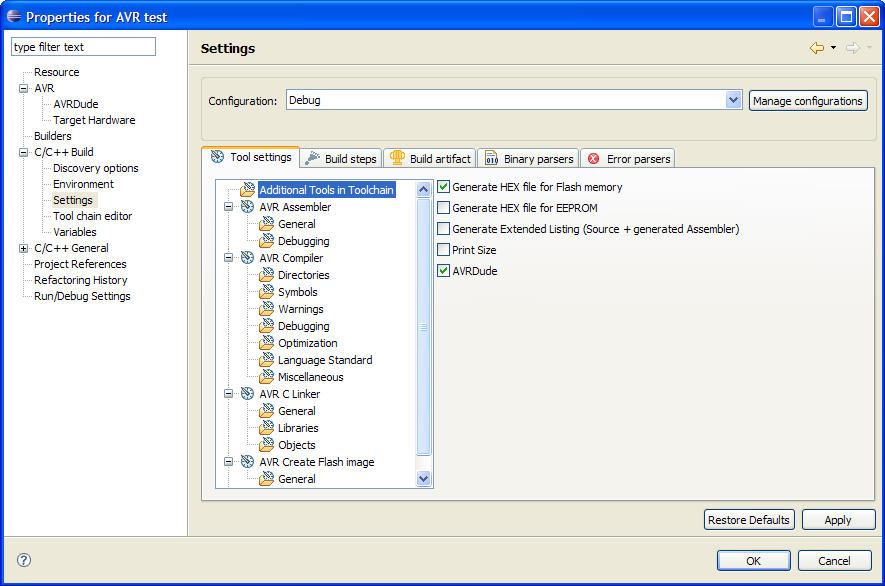 Properties for AVR test
type filter text
Resource
AVR
AVRDude
Target Hardware
Builders
C/C++ Build
Discovery options
Environment
Settings
Tool chain editor
Variables
C/C++ General
Project References
Refactoring History
Run/Debug Settings
Settings
Configuration: Debug Manage configurations
Tool settings Build steps Build artifact Binary parsers Error parsers
Additional Tools in Toolchain
AVR Assembler
General
Debugging
AVR Compiler
Directories
Symbols
Warnings
Debugging
Optimization
Language Standard
Miscellaneous
AVR C Linker
General
Libraries
Objects
AVR Create Flash image
General
Generate HEX file for Flash memory
Generate HEX file for EEPROM
Generate Extended Listing (Source + generated Assembler)
Print Size
AVRDude
Restore Defaults Apply
OK Cancel